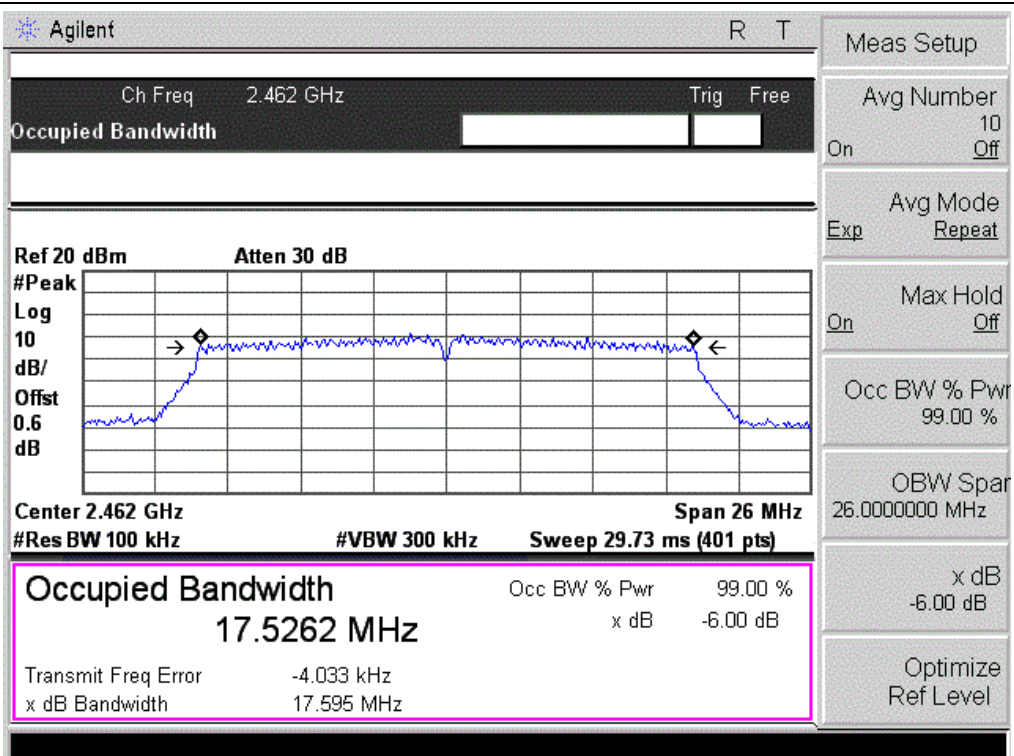 Agilent R T
Ch Freq 2.462 GHz Trig Free
Occupied Bandwidth
Ref 20 dBm Atten 30 dB
#Peak
Log
10
dB/
Offst
0.6
dB
Center 2.462 GHz Span 26 MHz
#Res BW 100 kHz #VBW 300 kHz Sweep 29.73 ms (401 pts)
Occupied Bandwidth Occ BW % Pwr 99.00 %
17.5262 MHz x dB -6.00 dB
Transmit Freq Error -4.033 kHz
x dB Bandwidth 17.595 MHz
Meas Setup
Avg Number
10
On Off
Avg Mode
Exp Repeat
Max Hold
On Off
Occ BW % Pwr
99.00 %
OBW Span
26.0000000 MHz
x dB
-6.00 dB
Optimize
Ref Level